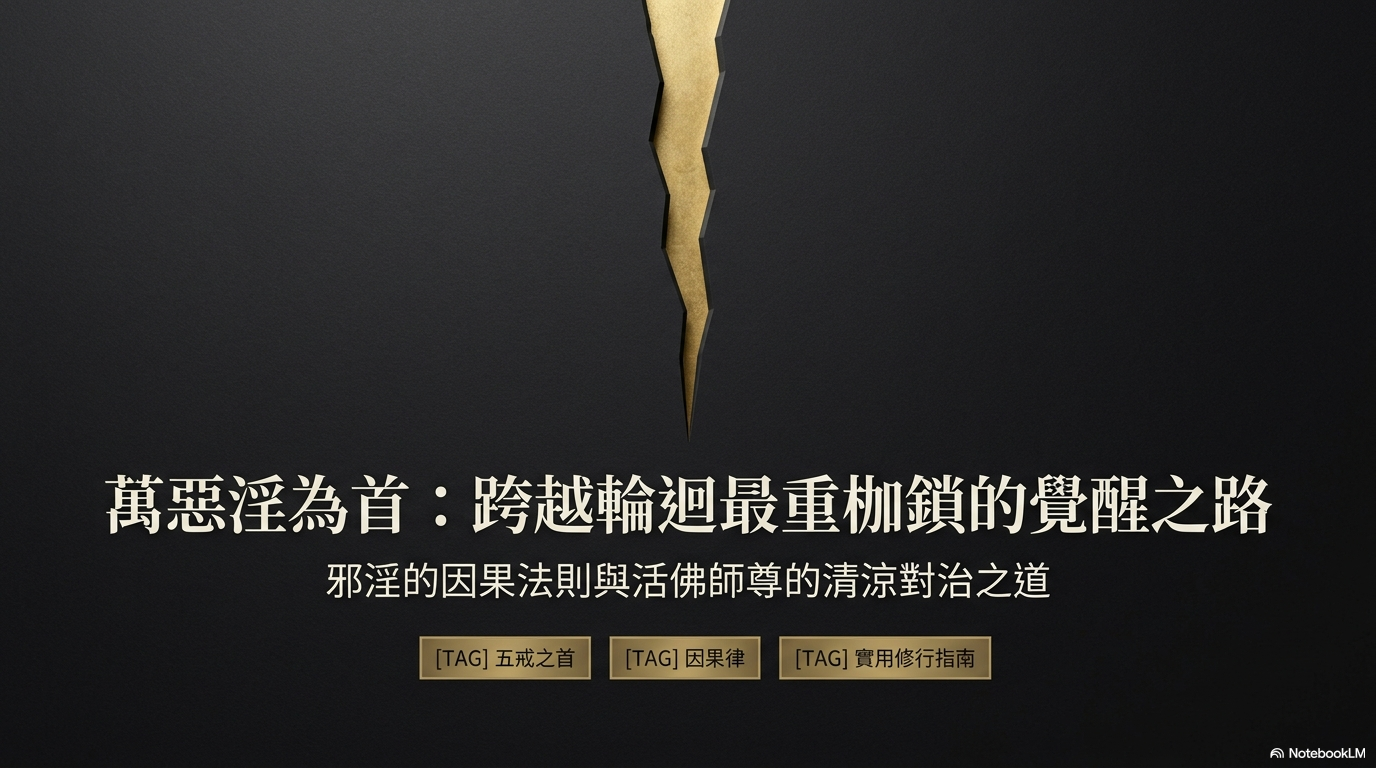 萬惡淫為首：跨越輪迴最重枷鎖的覺醒之路
邪淫的因果法則與活佛師尊的清涼對治之道
[TAG] 五戒之首
[TAG] 因果律
[TAG] 實用修行指南
NotebookLM